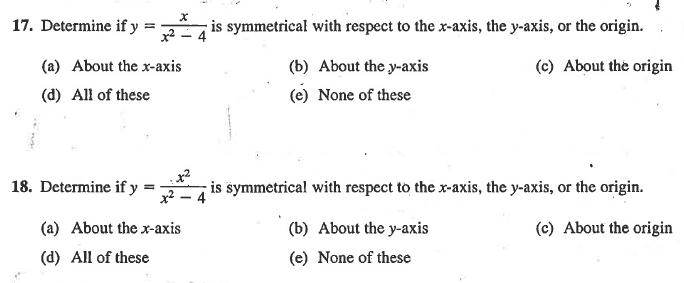 17. Determine if y = x / (x² − 4) is symmetrical with respect to the x-axis, the y-axis, or the origin.
(a) About the x-axis (b) About the y-axis (c) About the origin
(d) All of these (e) None of these
18. Determine if y = x² / (x² − 4) is symmetrical with respect to the x-axis, the y-axis, or the origin.
(a) About the x-axis (b) About the y-axis (c) About the origin
(d) All of these (e) None of these